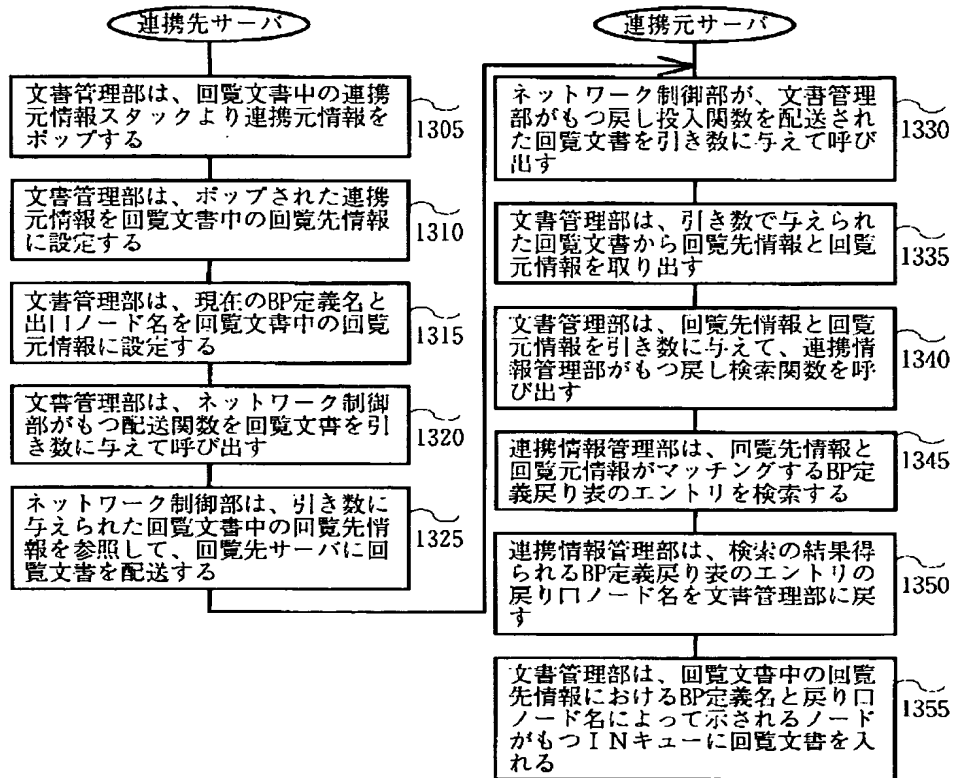 連携先サーバ
文書管理部は、回覧文書中の連携
元情報スタックより連携元情報を
ポップする
1305
文書管理部は、ポップされた連携
元情報を回覧文書中の回覧先情報
に設定する
1310
文書管理部は、現在のBP定義名と
出口ノード名を回覧文書中の回覧
元情報に設定する
1315
文書管理部は、ネットワーク制御
部がもつ配送関数を回覧文書を引
き数に与えて呼び出す
1320
ネットワーク制御部は、引き数に
与えられた回覧文書中の回覧先情
報を参照して、回覧先サーバに回
覧文書を配送する
1325
連携元サーバ
ネットワーク制御部が、文書管理
部がもつ戻し投入関数を配送され
た回覧文書を引き数に与えて呼び
出す
1330
文書管理部は、引き数で与えられ
た回覧文書から回覧先情報と回覧
元情報を取り出す
1335
文書管理部は、回覧先情報と回覧
元情報を引き数に与えて、連携情
報管理部がもつ戻し検索関数を呼
び出す
1340
連携情報管理部は、回覧先情報と
回覧元情報がマッチングするBP定
義戻り表のエントリを検索する
1345
連携情報管理部は、検索の結果得
られるBP定義戻り表のエントリの
戻り口ノード名を文書管理部に戻
す
1350
文書管理部は、回覧文書中の回覧
先情報におけるBP定義名と戻り口
ノード名によって示されるノード
がもつINキューに回覧文書を入
れる
1355